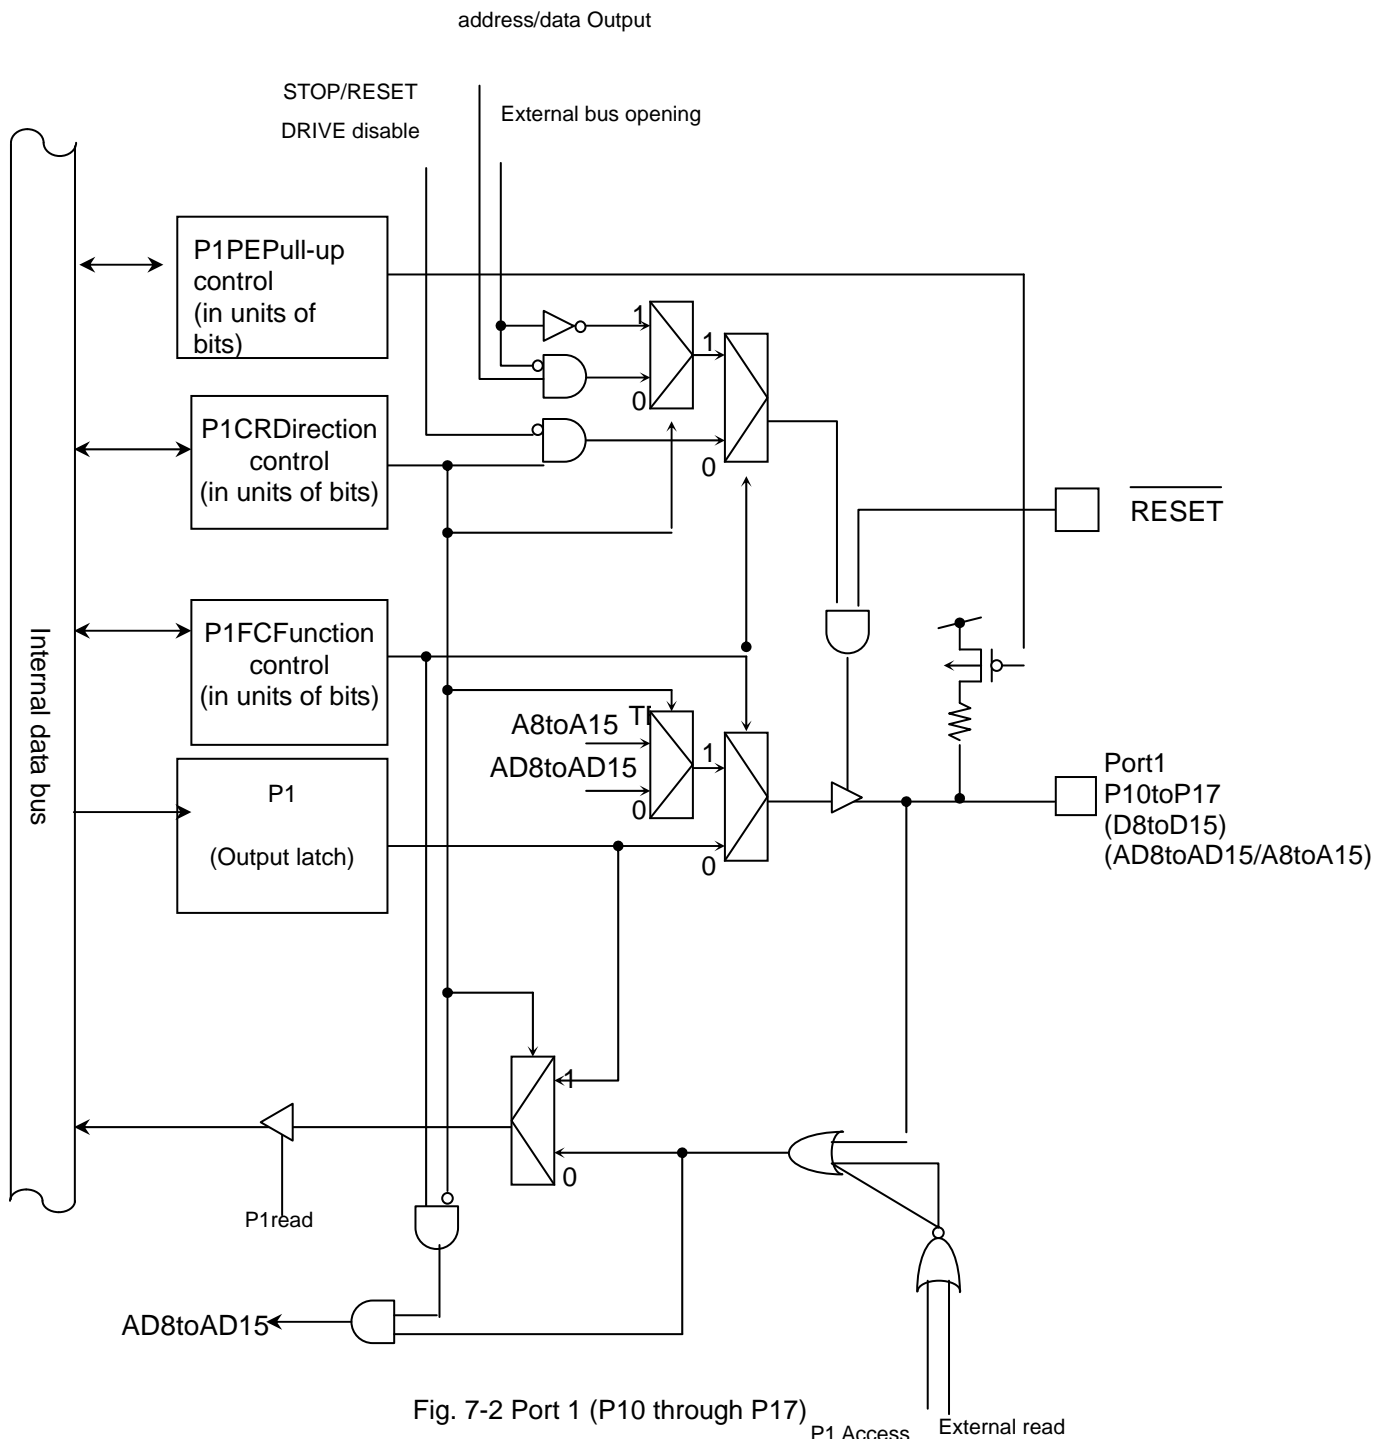 address/data Output
STOP/RESET
DRIVE disable
External bus opening
P1PEPull-up
control
(in units of
bits)
1
1
0
P1CRDirection
control
(in units of bits)
0
RESET
Internal data bus
P1FCFunction
control
(in units of bits)
A8toA15
AD8toAD15
1
0
P1
(Output latch)
0
Port1
P10toP17
(D8toD15)
(AD8toAD15/A8toA15)
1
0
P1read
AD8toAD15
Fig. 7-2 Port 1 (P10 through P17)
P1 Access
External read